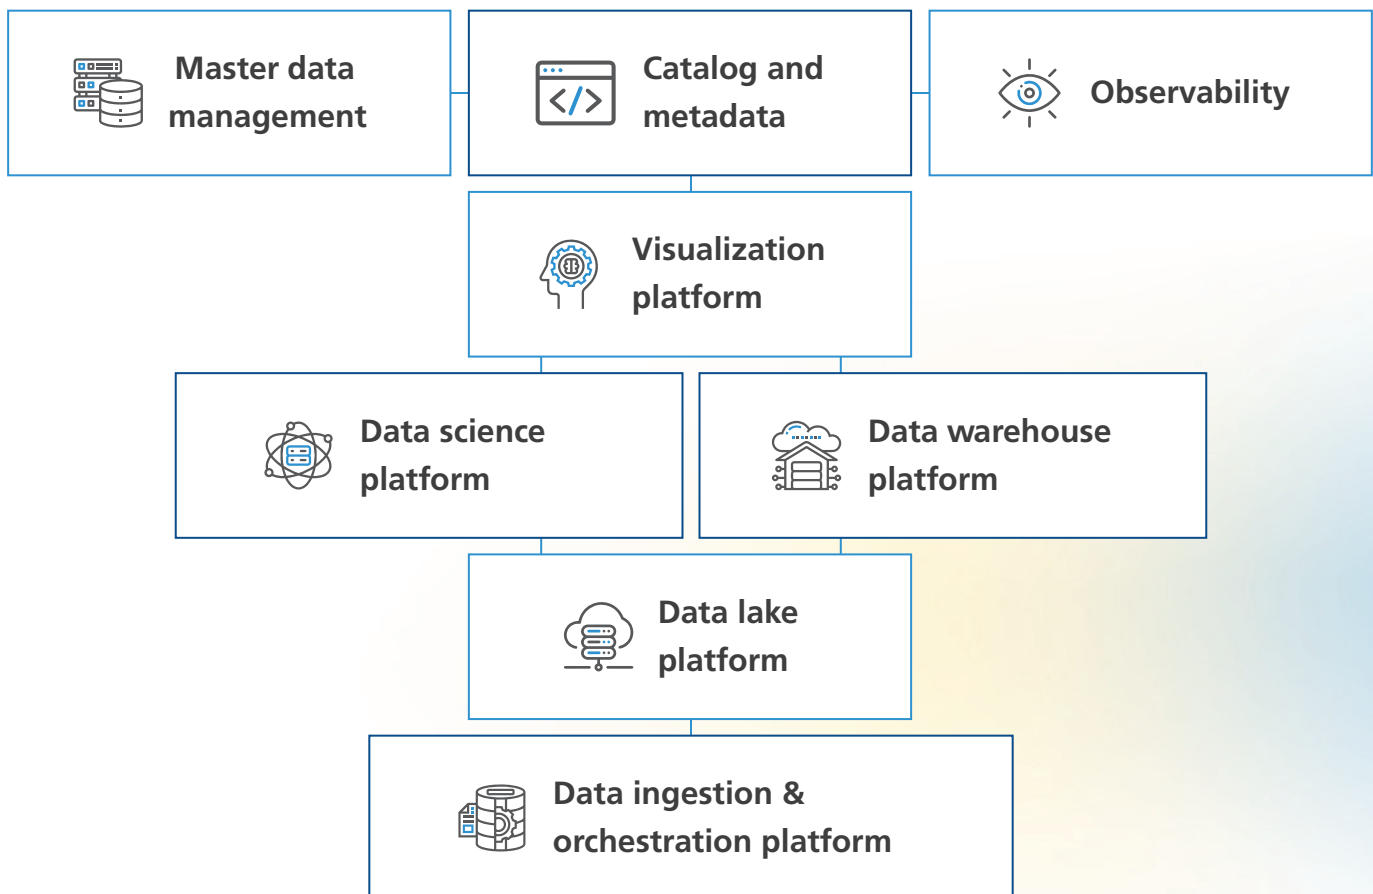 Master data
management
Catalog and
metadata
Observability
Visualization
platform
Data science
platform
Data warehouse
platform
Data lake
platform
Data ingestion &
orchestration platform